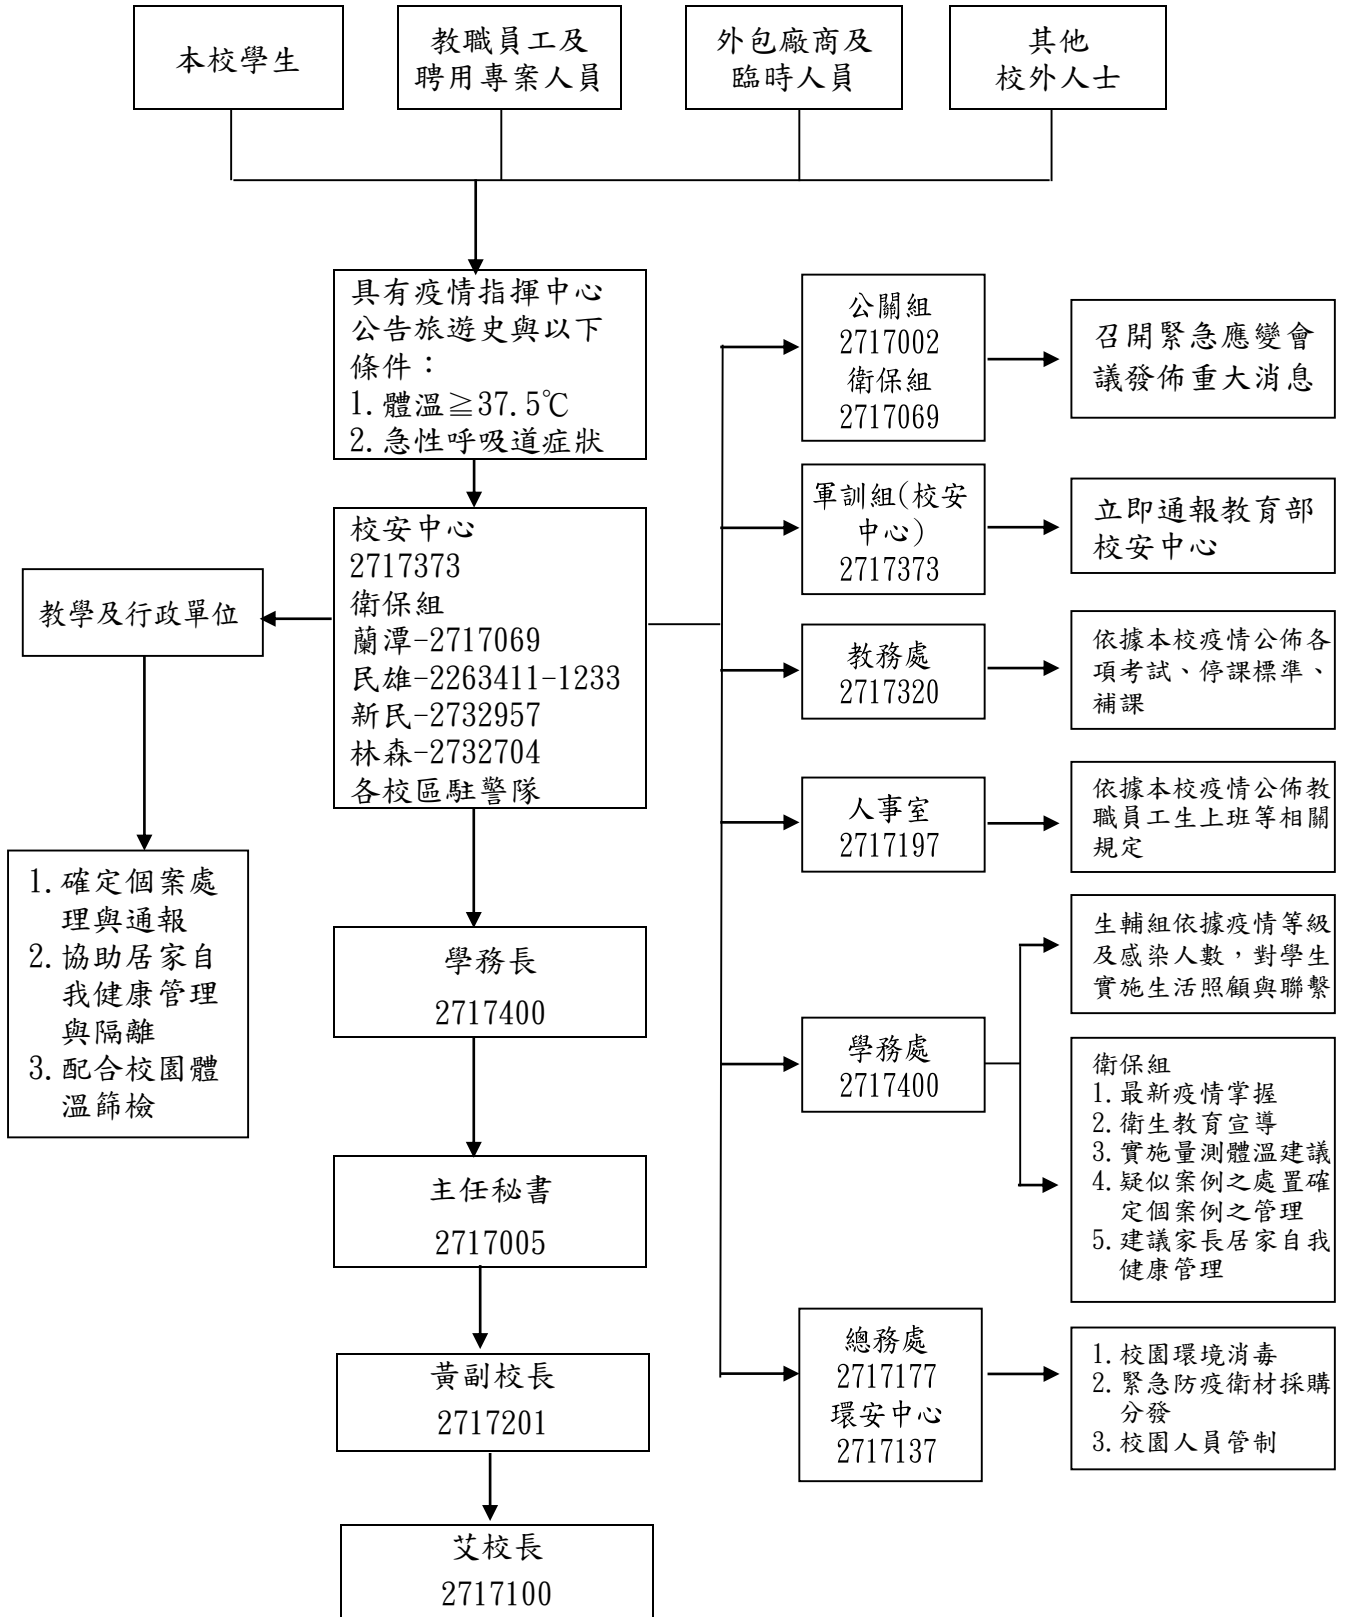 本校學生
教職員工及
聘用專案人員
外包廠商及
臨時人員
其他
校外人士
具有疫情指揮中心
公告旅遊史與以下
條件：
1.體溫≧37.5℃
2.急性呼吸道症狀
校安中心
2717373
衛保組
蘭潭-2717069
民雄-2263411-1233
新民-2732957
林森-2732704
各校區駐警隊
教學及行政單位
1.確定個案處
理與通報
2.協助居家自
我健康管理
與隔離
3.配合校園體
溫篩檢
學務長
2717400
主任秘書
2717005
黃副校長
2717201
艾校長
2717100
公關組
2717002
衛保組
2717069
召開緊急應變會
議發佈重大消息
軍訓組(校安
中心)
2717373
立即通報教育部
校安中心
教務處
2717320
依據本校疫情公佈各
項考試、停課標準、
補課
人事室
2717197
依據本校疫情公佈教
職員工生上班等相關
規定
學務處
2717400
生輔組依據疫情等級
及感染人數，對學生
實施生活照顧與聯繫
衛保組
1.最新疫情掌握
2.衛生教育宣導
3.實施量測體溫建議
4.疑似案例之處置確
定個案例之管理
5.建議家長居家自我
健康管理
總務處
2717177
環安中心
2717137
1.校園環境消毒
2.緊急防疫衛材採購
分發
3.校園人員管制